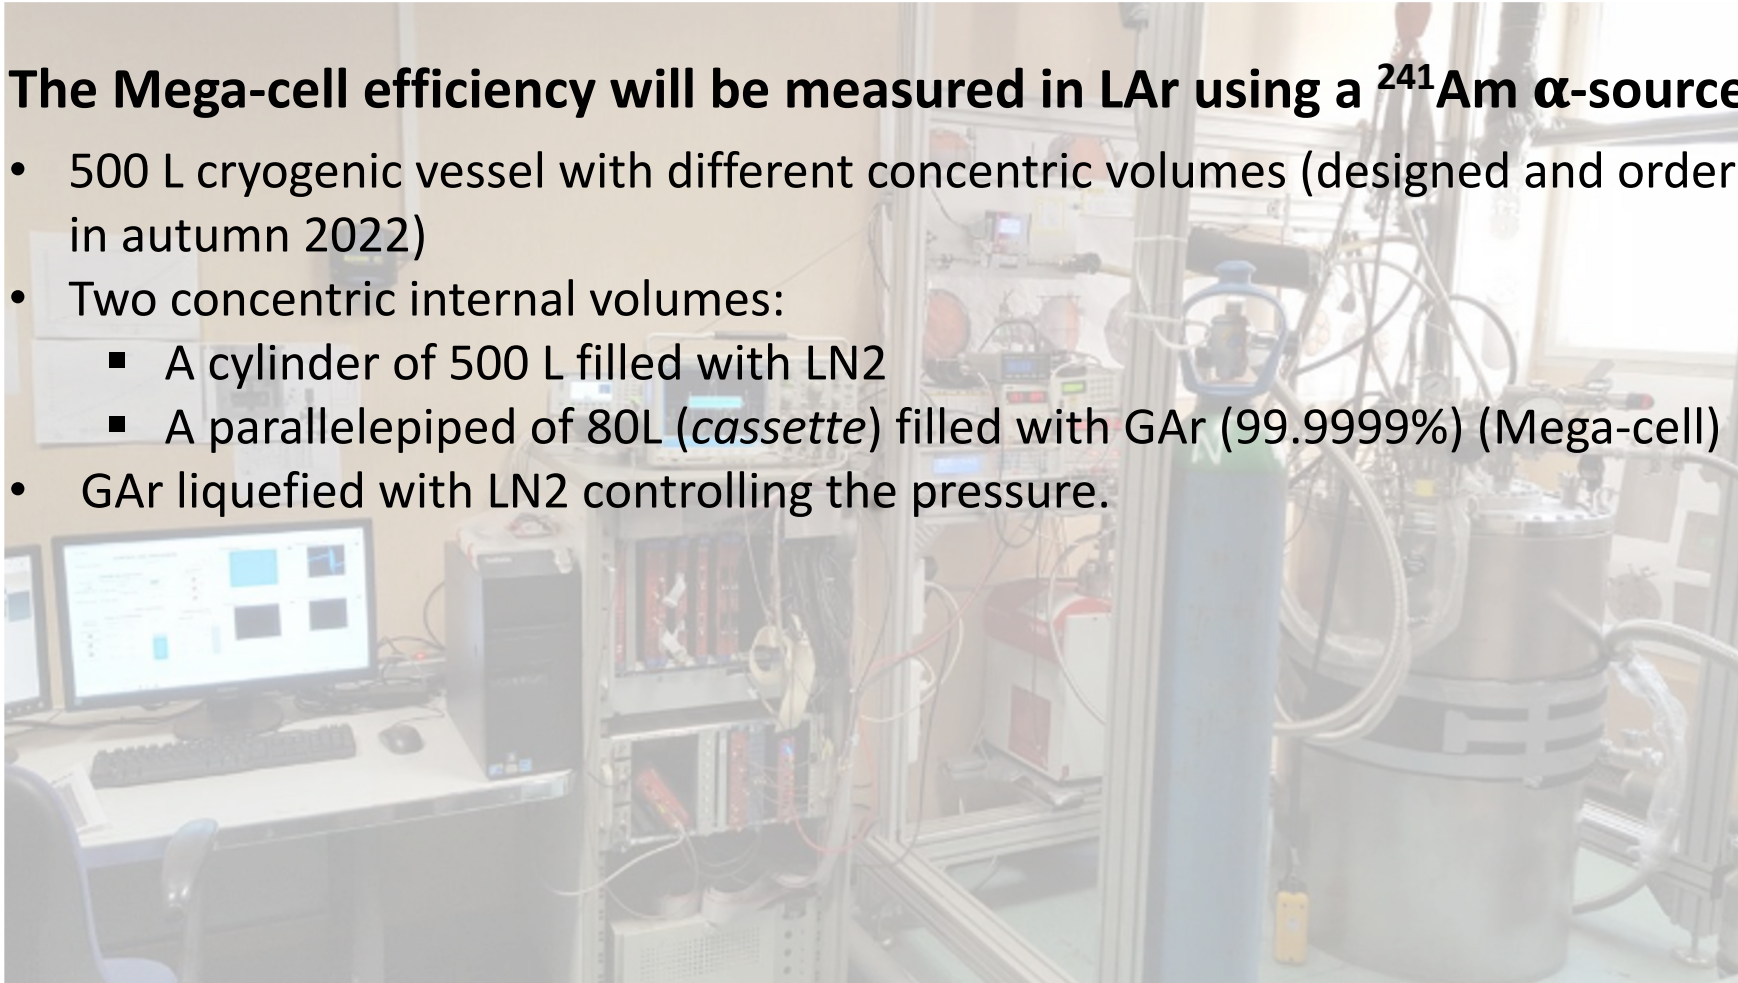 The Mega-cell efficiency will be measured in LAr using a ²⁴¹Am α-source
• 500 L cryogenic vessel with different concentric volumes (designed and order
in autumn 2022)
• Two concentric internal volumes:
▪ A cylinder of 500 L filled with LN2
▪ A parallelepiped of 80L (cassette) filled with GAr (99.9999%) (Mega-cell)
• GAr liquefied with LN2 controlling the pressure.